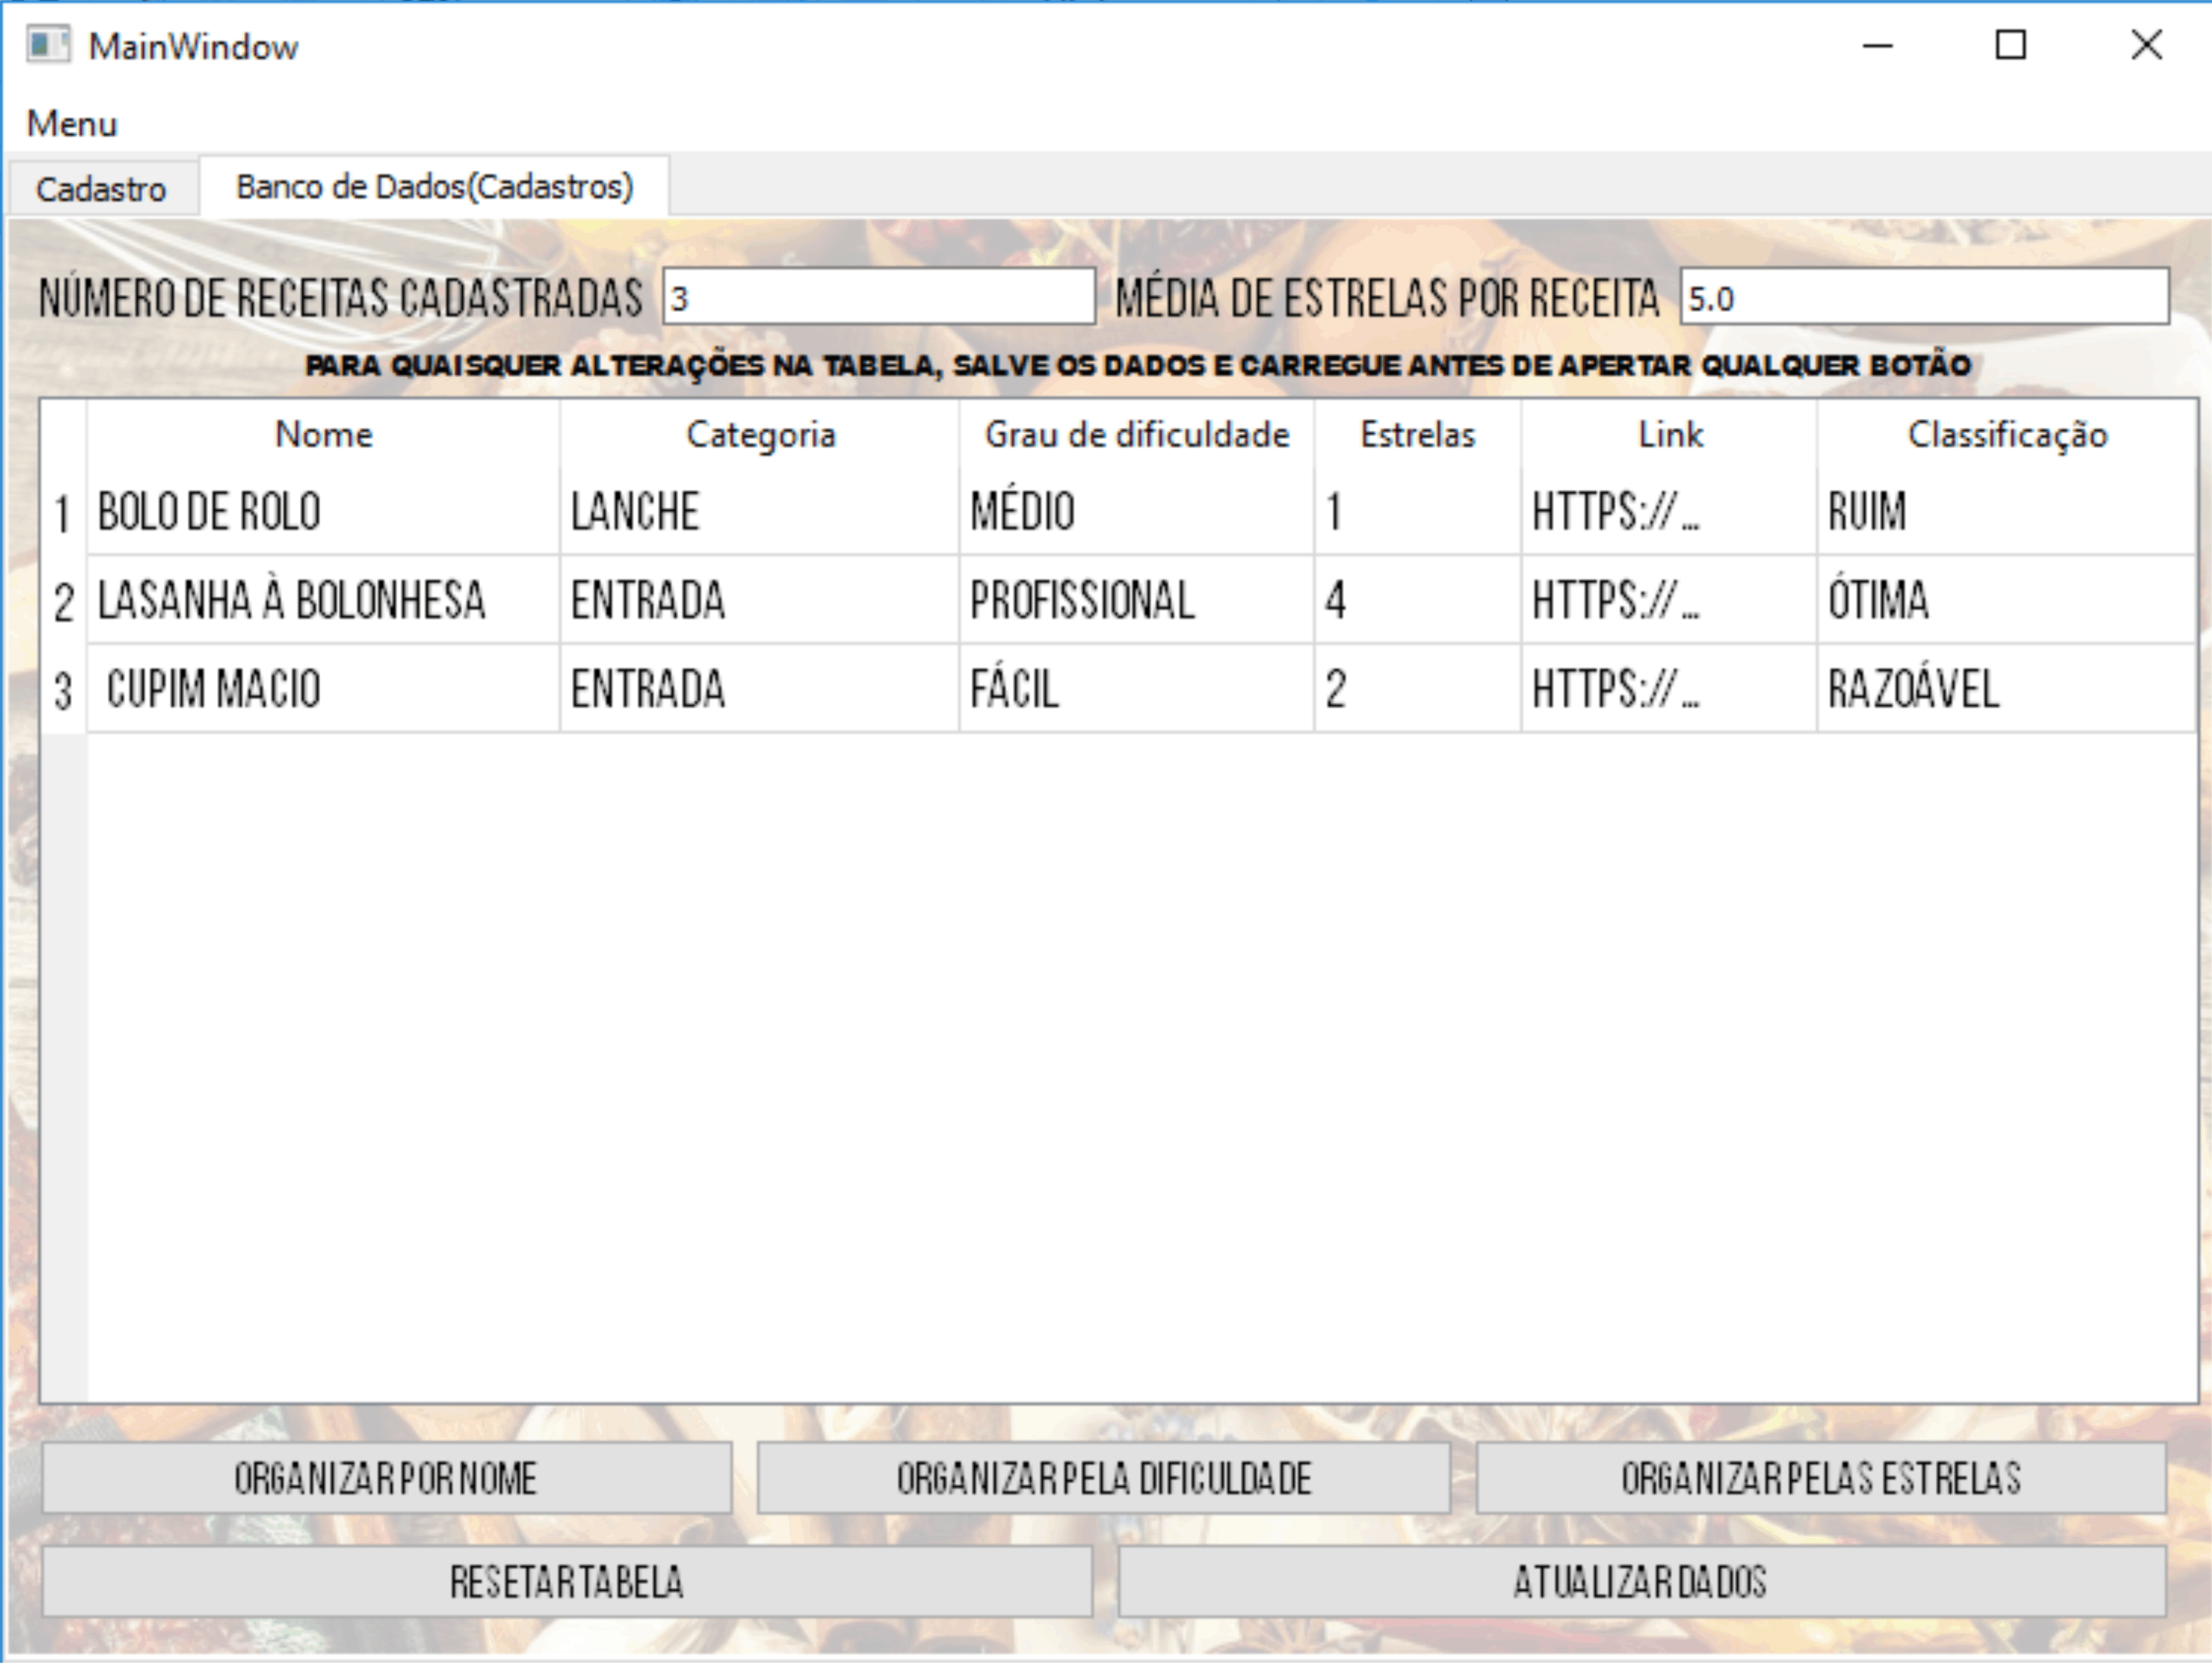 MainWindow
Menu
Cadastro Banco de Dados(Cadastros)
NÚMERO DE RECEITAS CADASTRADAS 3 MÉDIA DE ESTRELAS POR RECEITA 5.0
PARA QUAISQUER ALTERAÇÕES NA TABELA, SALVE OS DADOS E CARREGUE ANTES DE APERTAR QUALQUER BOTÃO
Nome Categoria Grau de dificuldade Estrelas Link Classificação
1 BOLO DE ROLO LANCHE MÉDIO 1 HTTPS://... RUIM
2 LASANHA À BOLONHESA ENTRADA PROFISSIONAL 4 HTTPS://... ÓTIMA
3 CUPIM MACIO ENTRADA FÁCIL 2 HTTPS://... RAZOÁVEL
ORGANIZAR POR NOME ORGANIZAR PELA DIFICULDADE ORGANIZAR PELAS ESTRELAS
RESETAR TABELA ATUALIZAR DADOS